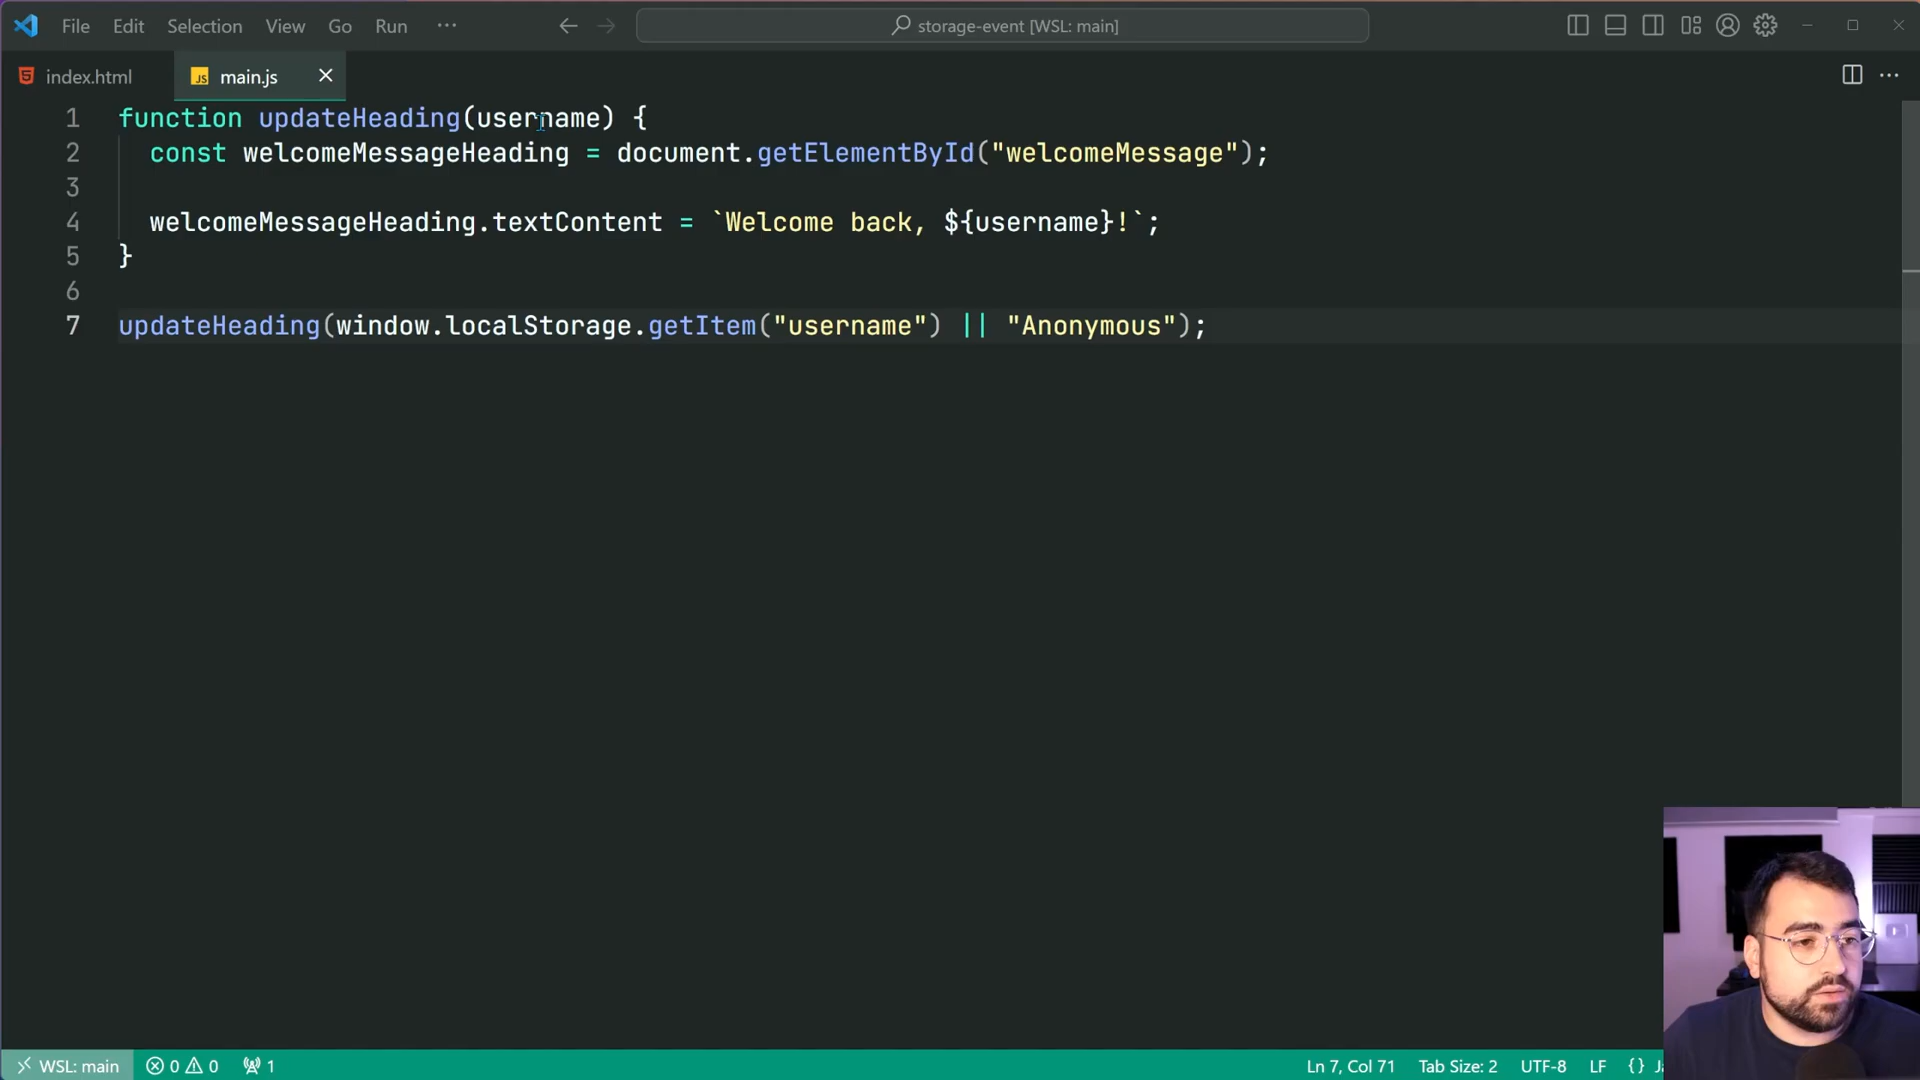 File Edit Selection View Go Run ··· storage-event [WSL: main]
index.html JS main.js
1 function updateHeading(username) {
2 const welcomeMessageHeading = document.getElementById("welcomeMessage");
3
4 welcomeMessageHeading.textContent = `Welcome back, ${username}!`;
5 }
6
7 updateHeading(window.localStorage.getItem("username") || "Anonymous");
WSL: main 0 0 1 Ln 7, Col 71 Tab Size: 2 UTF-8 LF {}